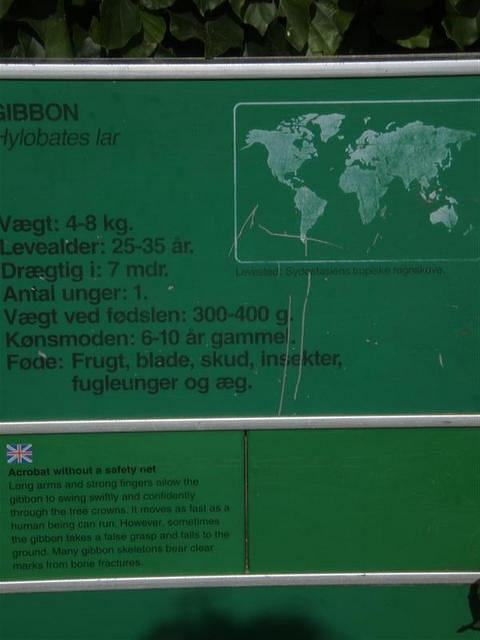 GIBBON
Hylobates lar
Vægt: 4-8 kg.
Levealder: 25-35 år.
Drægtig i: 7 mdr.
Antal unger: 1.
Vægt ved fødslen: 300-400 g.
Kønsmoden: 6-10 år gammel.
Føde: Frugt, blade, skud, insekter,
fugleunger og æg.
Levested: Sydøstasiens tropiske regnskove.
Acrobat without a safety net
Long arms and strong fingers allow the
gibbon to swing swiftly and confidently
through the tree crowns. It moves as fast as a
human being can run. However, sometimes
the gibbon takes a false grasp and falls to the
ground. Many gibbon skeletons bear clear
marks from bone fractures.